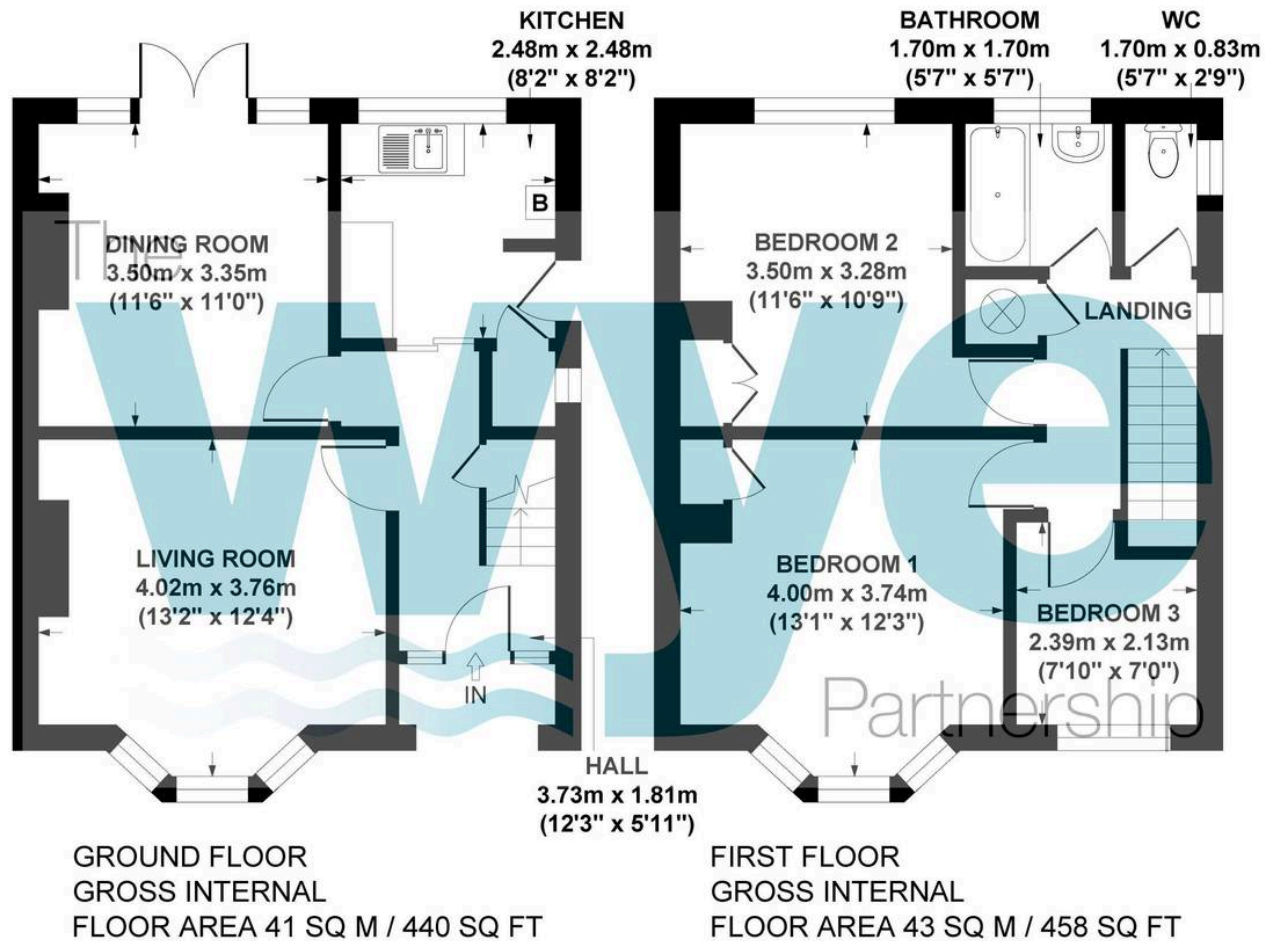 KITCHEN
2.48m x 2.48m
(8'2" x 8'2")
BATHROOM
1.70m x 1.70m
(5'7" x 5'7")
WC
1.70m x 0.83m
(5'7" x 2'9")
B
The
DINING ROOM
3.50m x 3.35m
(11'6" x 11'0")
BEDROOM 2
3.50m x 3.28m
(11'6" x 10'9")
LANDING
wye
LIVING ROOM
4.02m x 3.76m
(13'2" x 12'4")
BEDROOM 1
4.00m x 3.74m
(13'1" x 12'3")
BEDROOM 3
2.39m x 2.13m
(7'10" x 7'0")
IN
Partnership
HALL
3.73m x 1.81m
(12'3" x 5'11")
GROUND FLOOR
GROSS INTERNAL
FLOOR AREA 41 SQ M / 440 SQ FT
FIRST FLOOR
GROSS INTERNAL
FLOOR AREA 43 SQ M / 458 SQ FT